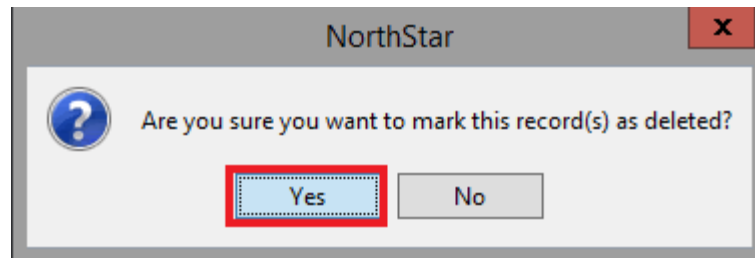 NorthStar
x
Are you sure you want to mark this record(s) as deleted?
Yes
No